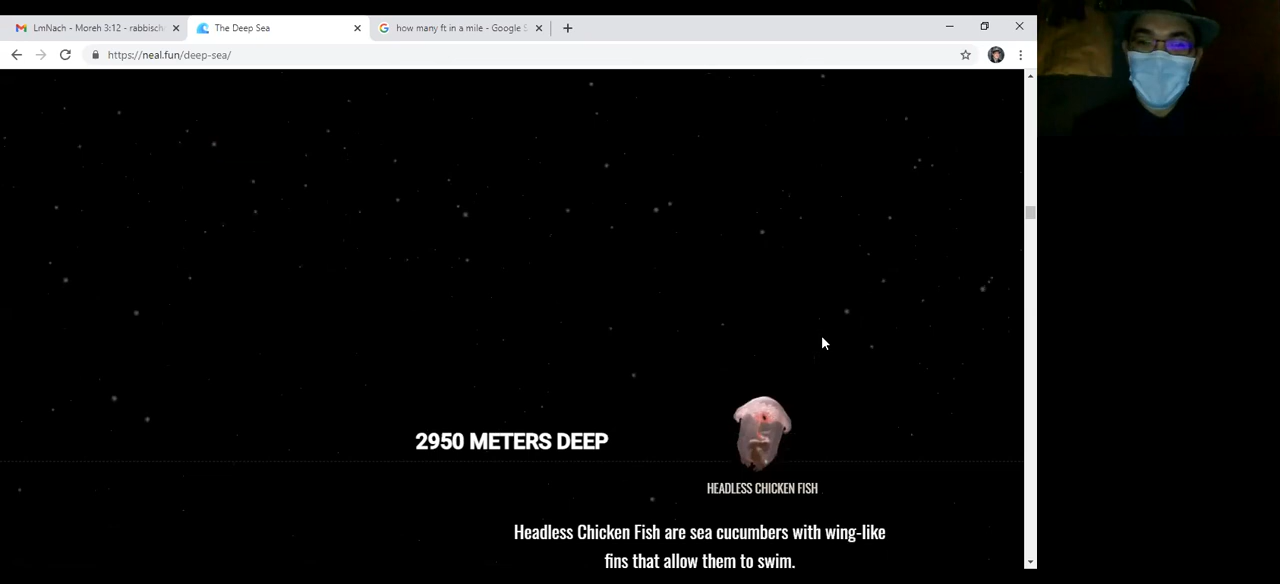 LmNach - Moreh 3:12 - rabbisch
The Deep Sea
how many ft in a mile - Google S
https://neal.fun/deep-sea/
2950 METERS DEEP
HEADLESS CHICKEN FISH
Headless Chicken Fish are sea cucumbers with wing-like
fins that allow them to swim.